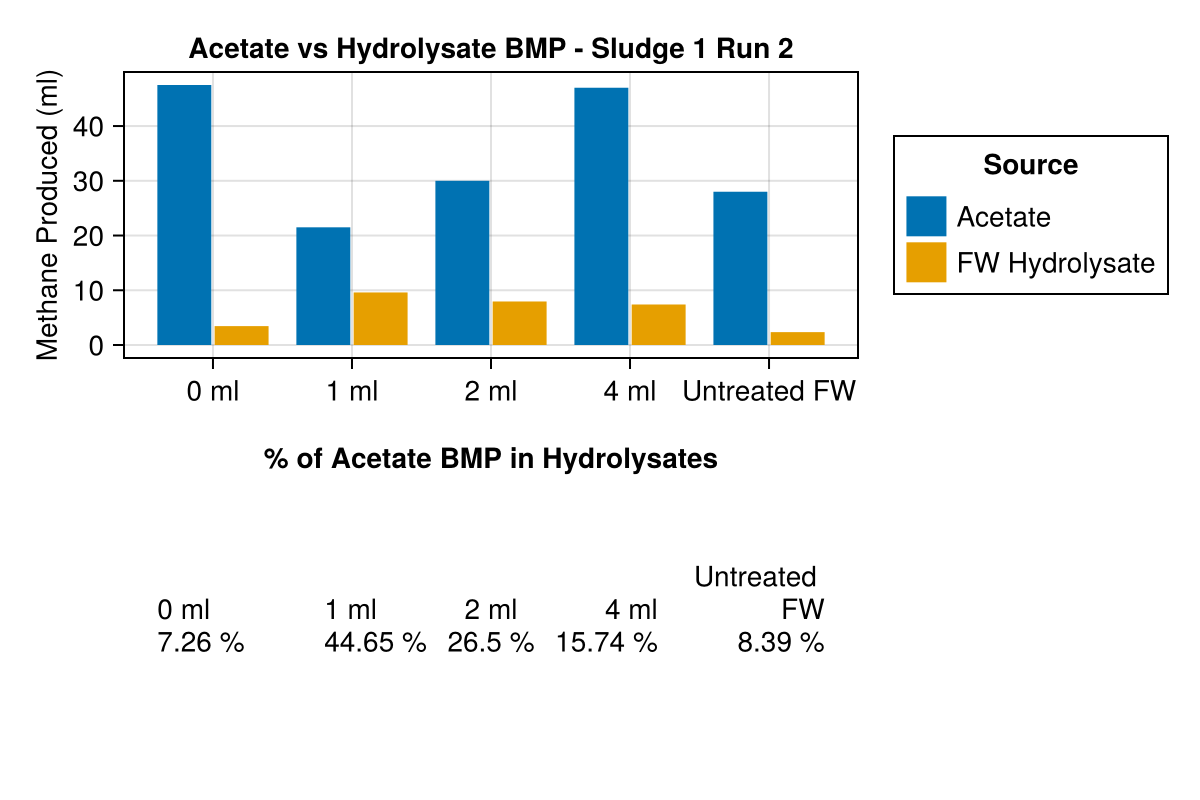 Acetate vs Hydrolysate BMP - Sludge 1 Run 2
Methane Produced (ml)
40
30
20
10
0
0 ml 1 ml 2 ml 4 ml Untreated FW
Source
Acetate
FW Hydrolysate
% of Acetate BMP in Hydrolysates
Untreated
0 ml 1 ml 2 ml 4 ml FW
7.26 % 44.65 % 26.5 % 15.74 % 8.39 %